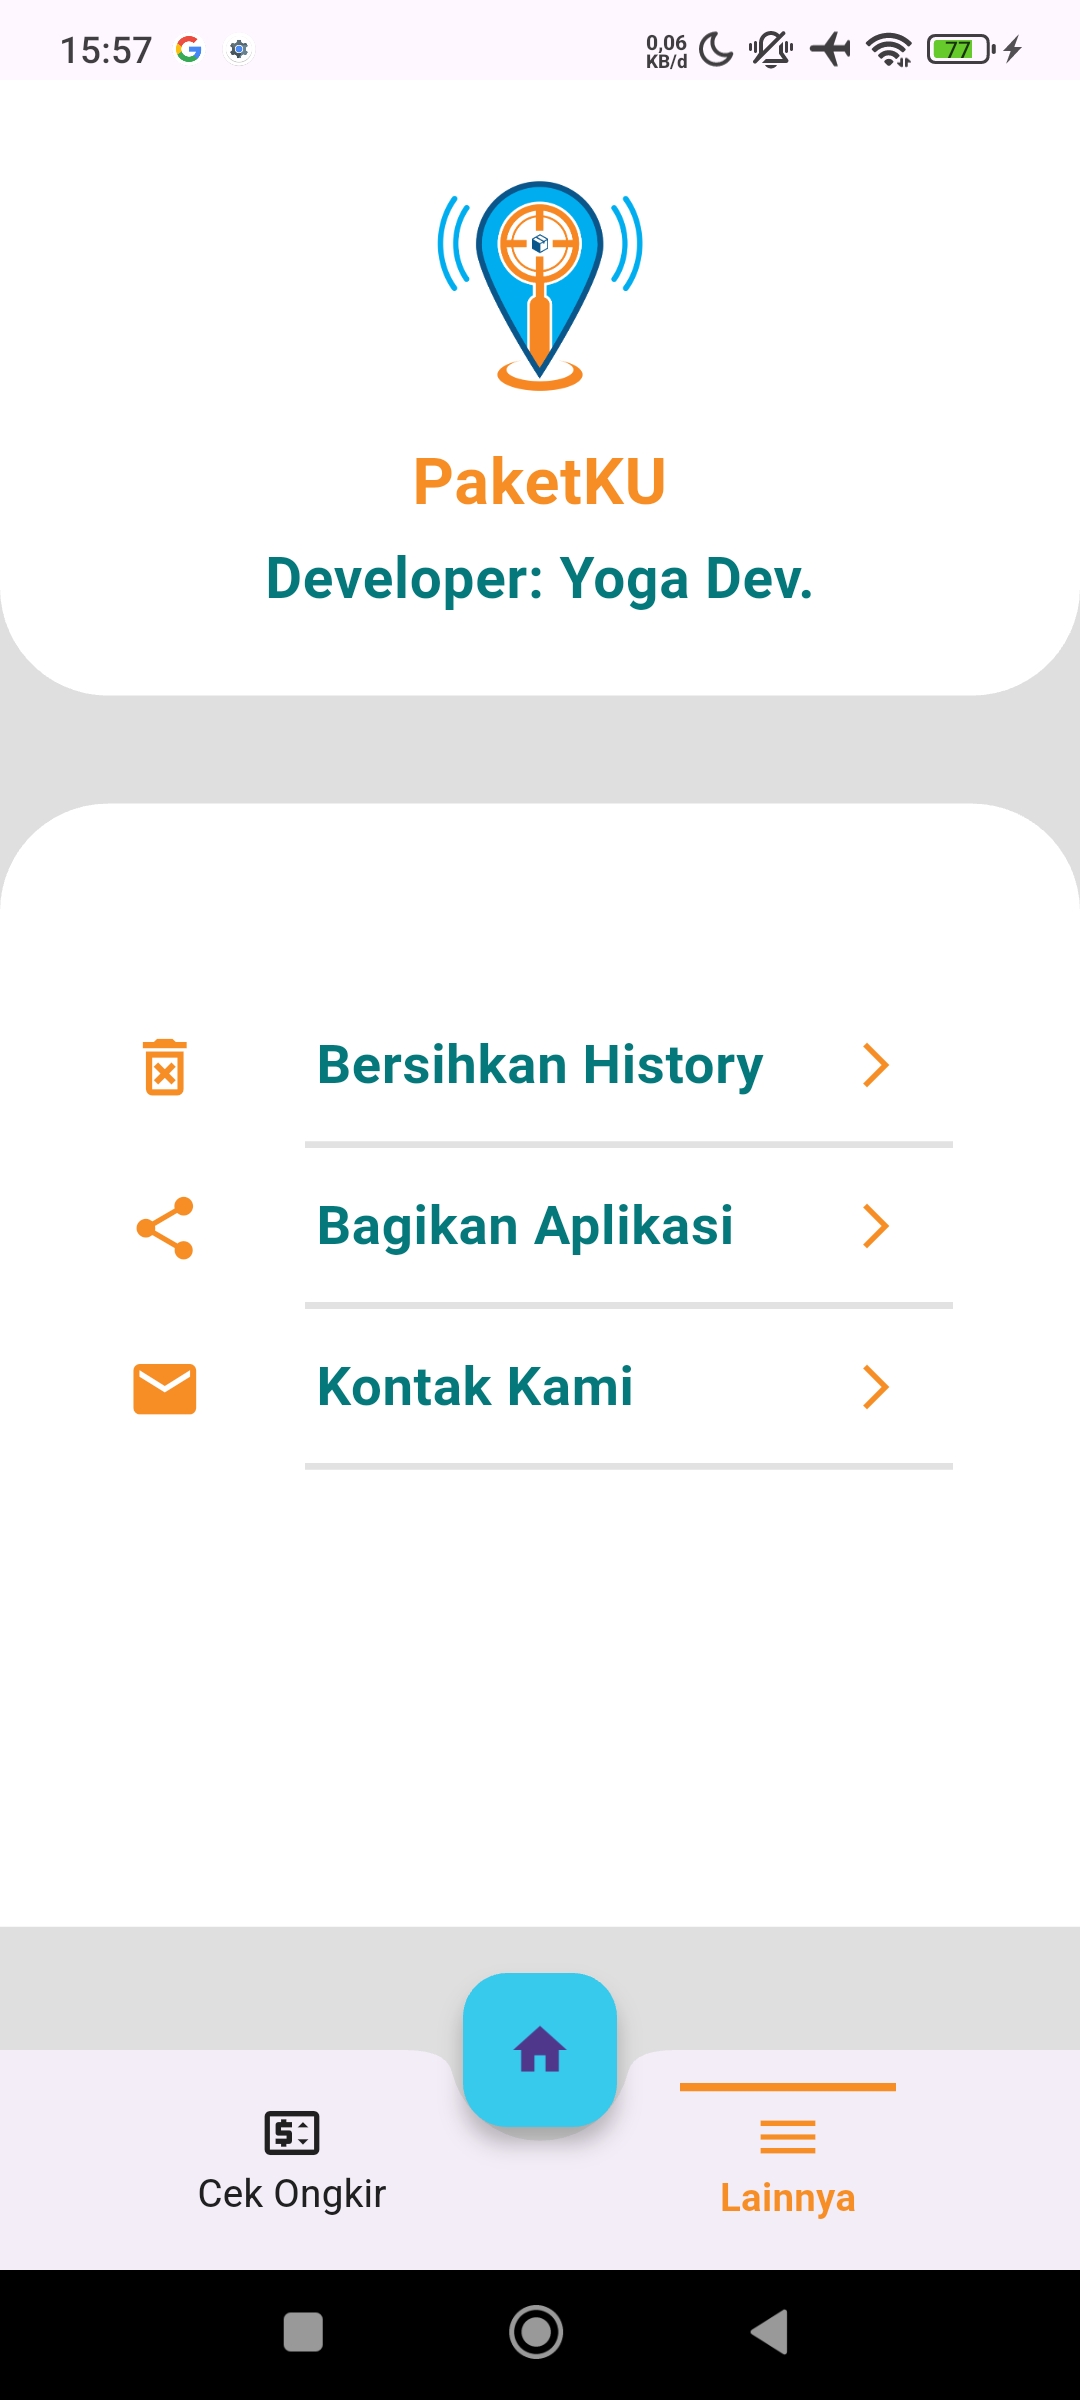 15:57
0,06
KB/d
77
PaketKU
Developer: Yoga Dev.
Bersihkan History
Bagikan Aplikasi
Kontak Kami
Cek Ongkir
Lainnya